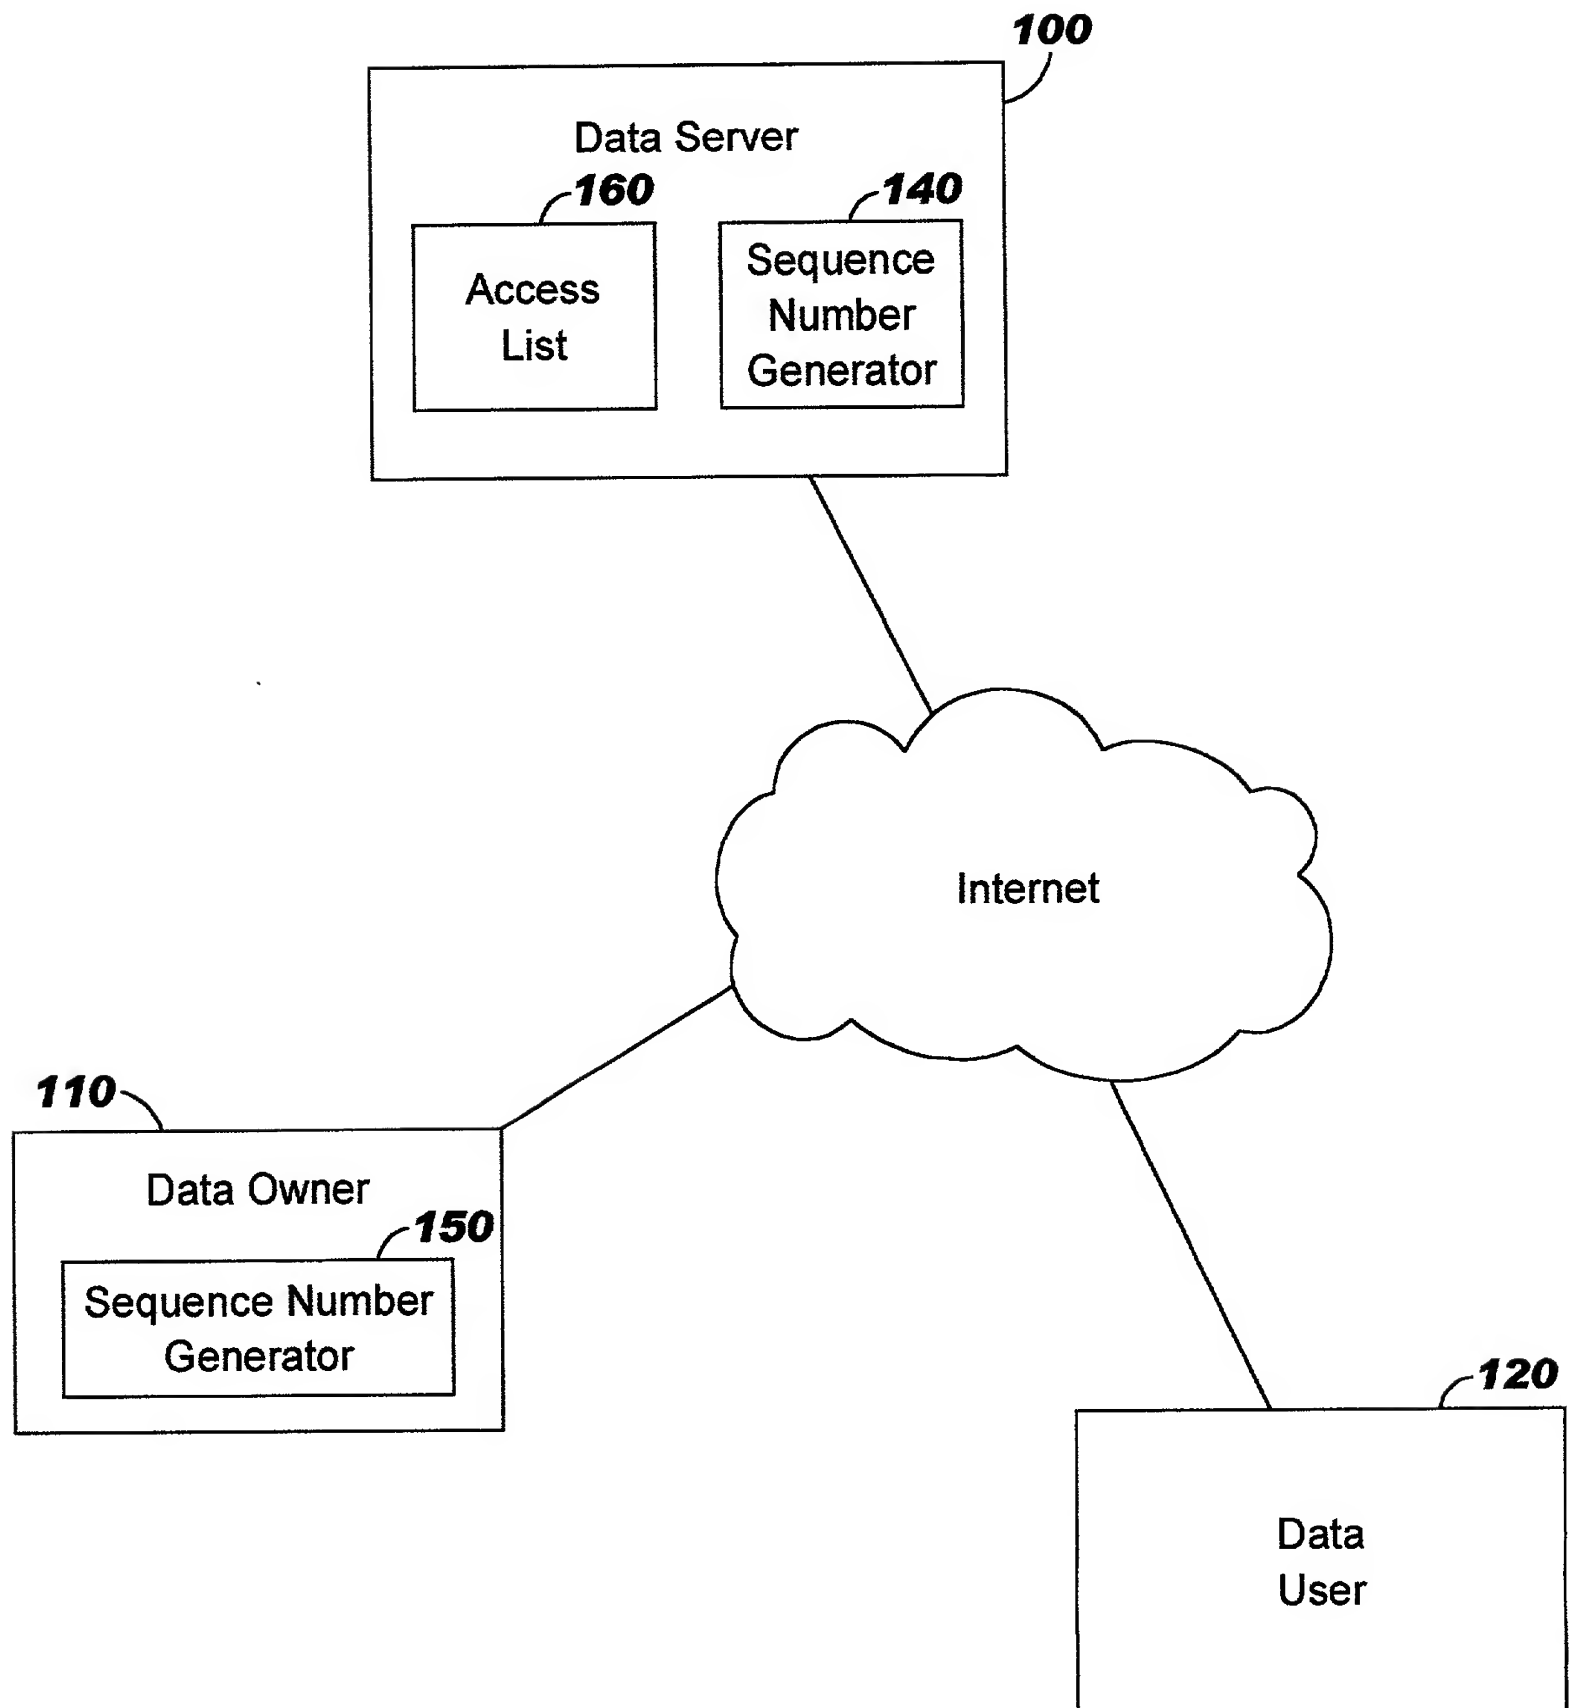 100
Data Server
160
140
Access
List
Sequence
Number
Generator
Internet
110
Data Owner
150
Sequence Number
Generator
120
Data
User